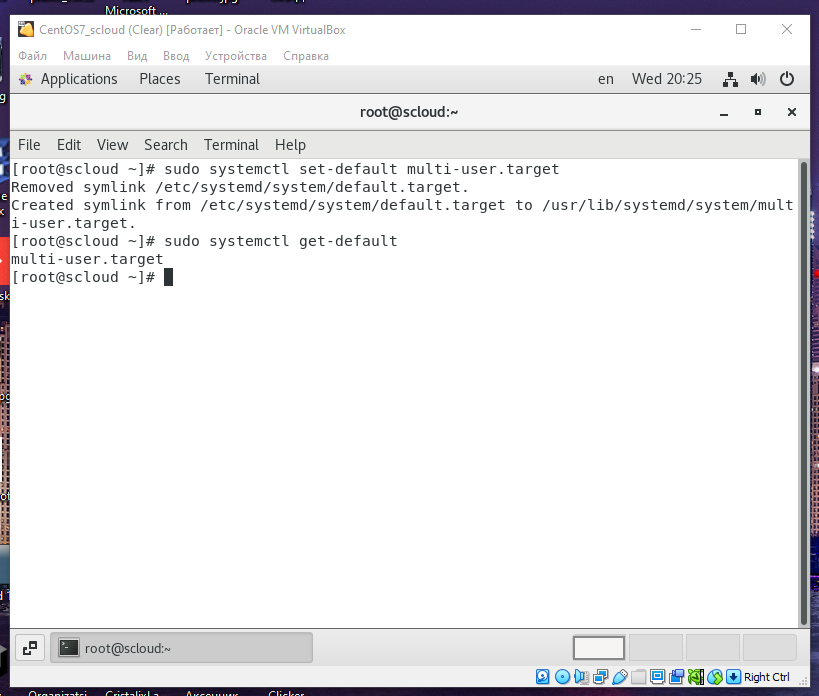 Microsoft ...
CentOS7_scloud (Clear) [Работает] - Oracle VM VirtualBox
Файл Машина Вид Ввод Устройства Справка
Applications Places Terminal en Wed 20:25
root@scloud:~
File Edit View Search Terminal Help
[root@scloud ~]# sudo systemctl set-default multi-user.target
Removed symlink /etc/systemd/system/default.target.
Created symlink from /etc/systemd/system/default.target to /usr/lib/systemd/system/mult
i-user.target.
[root@scloud ~]# sudo systemctl get-default
multi-user.target
[root@scloud ~]#
root@scloud:~
Right Ctrl